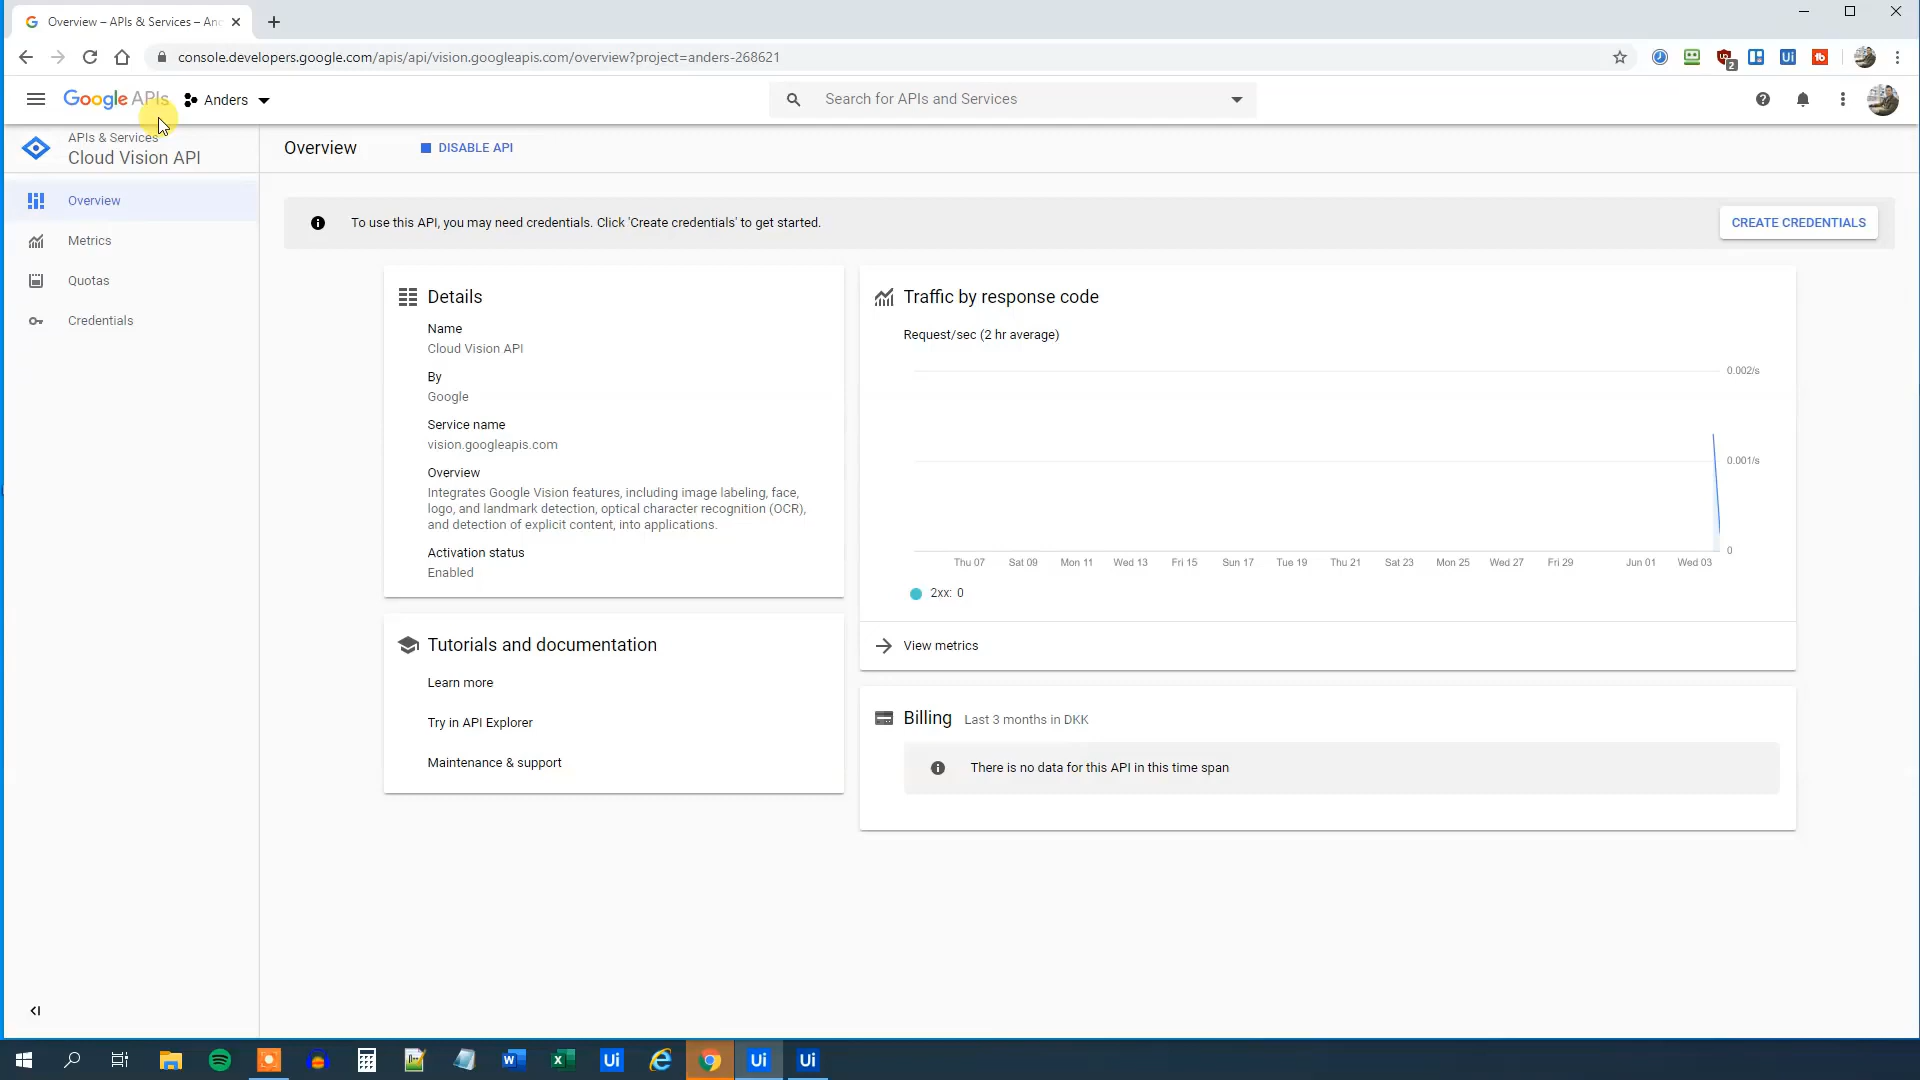 Overview – APIs & Services – And
console.developers.google.com/apis/api/vision.googleapis.com/overview?project=anders-268621
2
Google APIs
Anders
Search for APIs and Services
APIs & Services
Cloud Vision API
Overview
DISABLE API
Overview
Metrics
Quotas
Credentials
To use this API, you may need credentials. Click 'Create credentials' to get started.
CREATE CREDENTIALS
Details
Name
Cloud Vision API
By
Google
Service name
vision.googleapis.com
Overview
Integrates Google Vision features, including image labeling, face,
logo, and landmark detection, optical character recognition (OCR),
and detection of explicit content, into applications.
Activation status
Enabled
Tutorials and documentation
Learn more
Try in API Explorer
Maintenance & support
Traffic by response code
Request/sec (2 hr average)
0.002/s
0.001/s
0
Thu 07 Sat 09 Mon 11 Wed 13 Fri 15 Sun 17 Tue 19 Thu 21 Sat 23 Mon 25 Wed 27 Fri 29 Jun 01 Wed 03
2xx: 0
View metrics
Billing Last 3 months in DKK
There is no data for this API in this time span